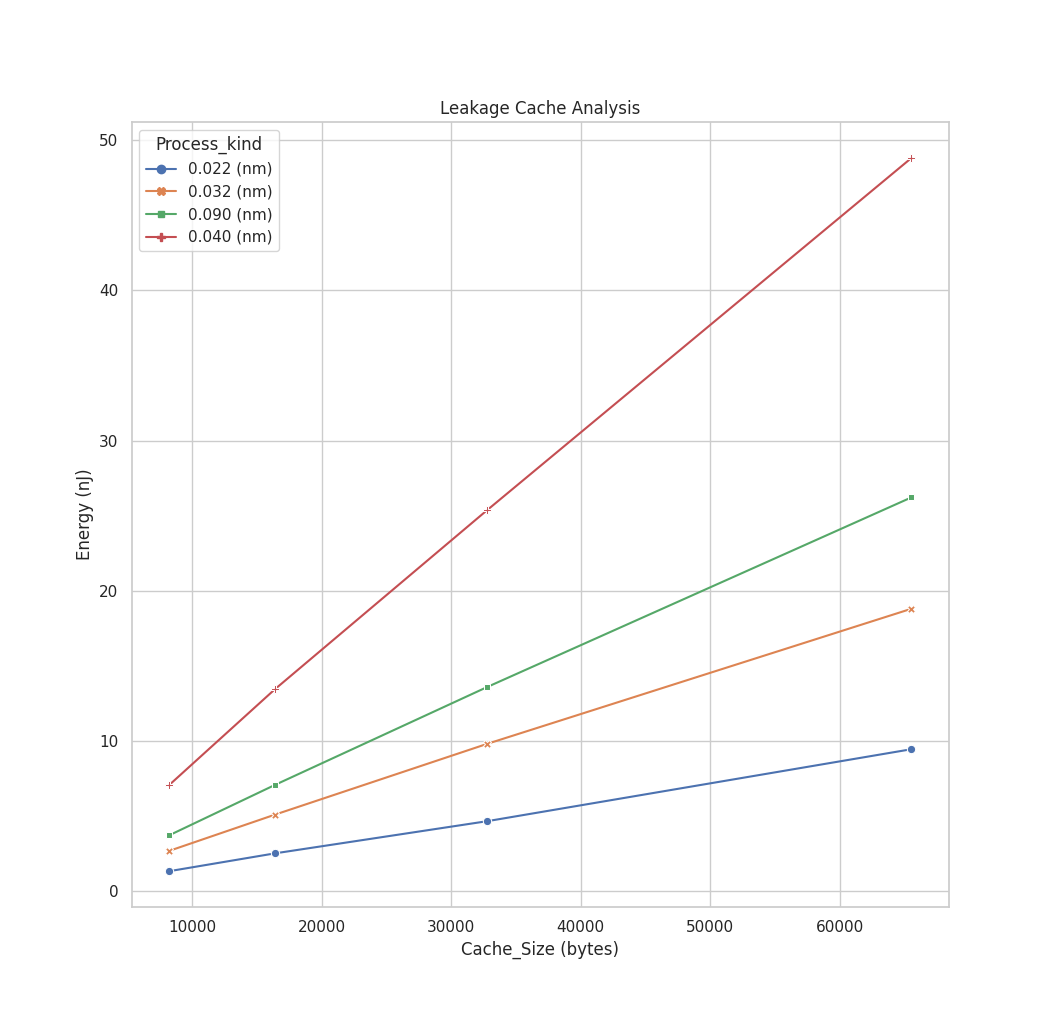 Leakage Cache Analysis
Process_kind
0.022 (nm)
0.032 (nm)
0.090 (nm)
0.040 (nm)
50
40
30
20
10
0
Energy (nJ)
10000 20000 30000 40000 50000 60000
Cache_Size (bytes)